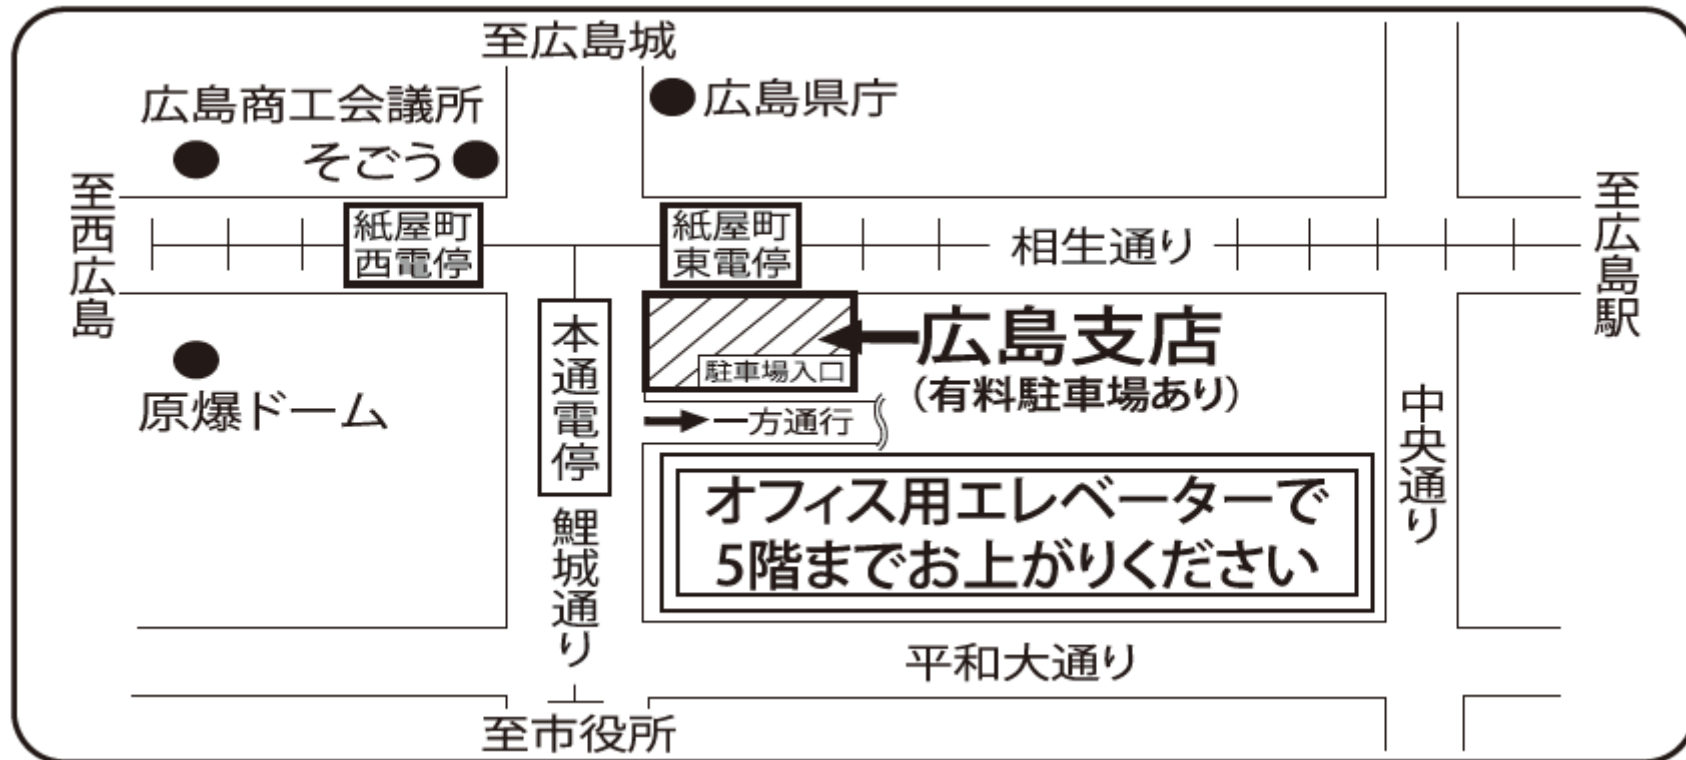 至広島城
広島県庁
広島商工会議所
そごう
至西広島
紙屋町
西電停
紙屋町
東電停
相生通り
至広島駅
本通電停
駐車場入口
広島支店
(有料駐車場あり)
原爆ドーム
一方通行
中央通り
オフィス用エレベーターで
5階までお上がりください
鯉城通り
平和大通り
至市役所